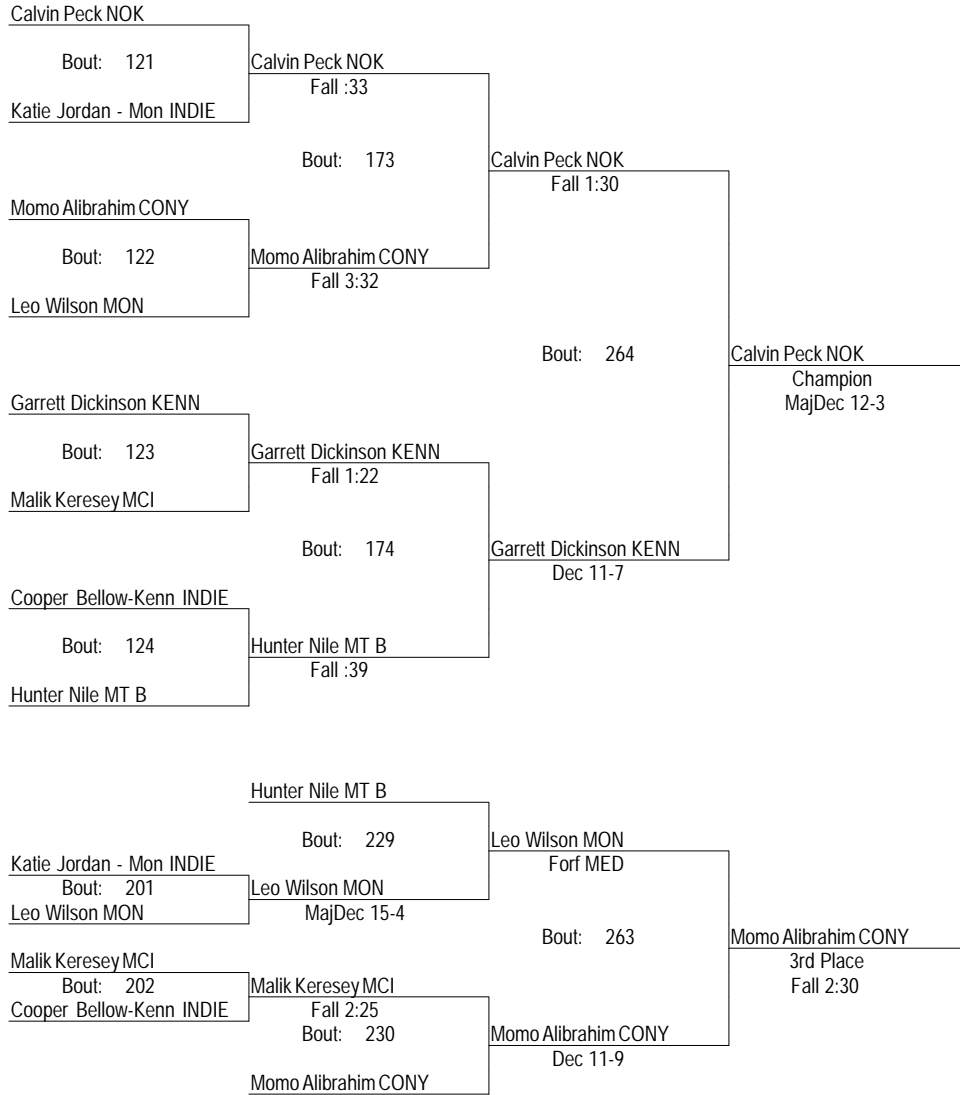 Calvin Peck NOK
Bout: 121
Calvin Peck NOK
Fall :33
Katie Jordan - Mon INDIE
Bout: 173
Calvin Peck NOK
Fall 1:30
Momo Alibrahim CONY
Bout: 122
Momo Alibrahim CONY
Fall 3:32
Leo Wilson MON
Bout: 264
Calvin Peck NOK
Champion
MajDec 12-3
Garrett Dickinson KENN
Bout: 123
Garrett Dickinson KENN
Fall 1:22
Malik Keresey MCI
Bout: 174
Garrett Dickinson KENN
Dec 11-7
Cooper Bellow-Kenn INDIE
Bout: 124
Hunter Nile MT B
Fall :39
Hunter Nile MT B
Hunter Nile MT B
Bout: 229
Leo Wilson MON
Forf MED
Katie Jordan - Mon INDIE
Bout: 201
Leo Wilson MON
Leo Wilson MON
MajDec 15-4
Bout: 263
Momo Alibrahim CONY
3rd Place
Fall 2:30
Malik Keresey MCI
Bout: 202
Malik Keresey MCI
Cooper Bellow-Kenn INDIE
Fall 2:25
Bout: 230
Momo Alibrahim CONY
Dec 11-9
Momo Alibrahim CONY